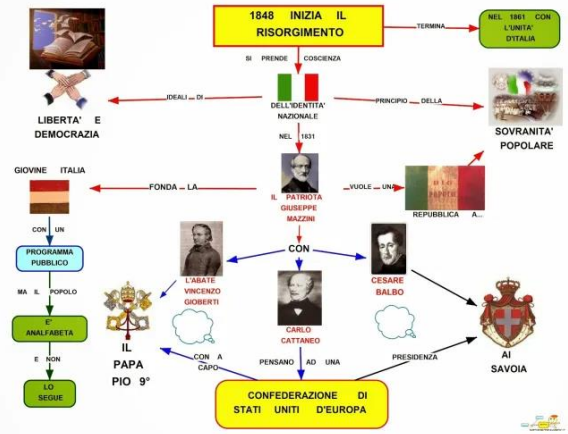 1848 INIZIA IL
RISORGIMENTO
TERMINA
NEL 1861 CON
L'UNITA'
D'ITALIA
SI PRENDE COSCIENZA
IDEALI DI
DELL'IDENTITA'
NAZIONALE
PRINCIPIO DELLA
LIBERTA' E
DEMOCRAZIA
SOVRANITA'
POPOLARE
NEL 1831
GIOVINE ITALIA
FONDA LA
IL PATRIOTA
GIUSEPPE
MAZZINI
VUOLE UNA
REPUBBLICA A...
CON UN
PROGRAMMA
PUBBLICO
CON
L'ABATE
VINCENZO
GIOBERTI
CESARE
BALBO
MA IL POPOLO
E'
ANALFABETA
CARLO
CATTANEO
IL
PAPA
PIO 9°
AI
SAVOIA
E NON
CON A
CAPO
PENSANO AD UNA
PRESIDENZA
LO
SEGUE
CONFEDERAZIONE DI
STATI UNITI D'EUROPA